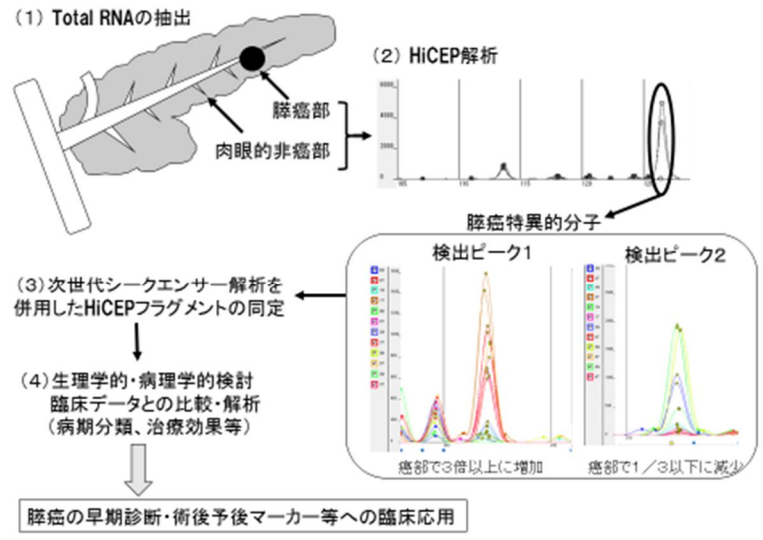 (1) Total RNAの抽出
膵癌部
肉眼的非癌部
(2) HiCEP解析
膵癌特異的分子
検出ピーク1
検出ピーク2
癌部で3倍以上に増加
癌部で1/3以下に減少
(3)次世代シークエンサー解析を
併用したHiCEPフラグメントの同定
(4)生理学的・病理学的検討
臨床データとの比較・解析
(病期分類、治療効果等)
膵癌の早期診断・術後予後マーカー等への臨床応用